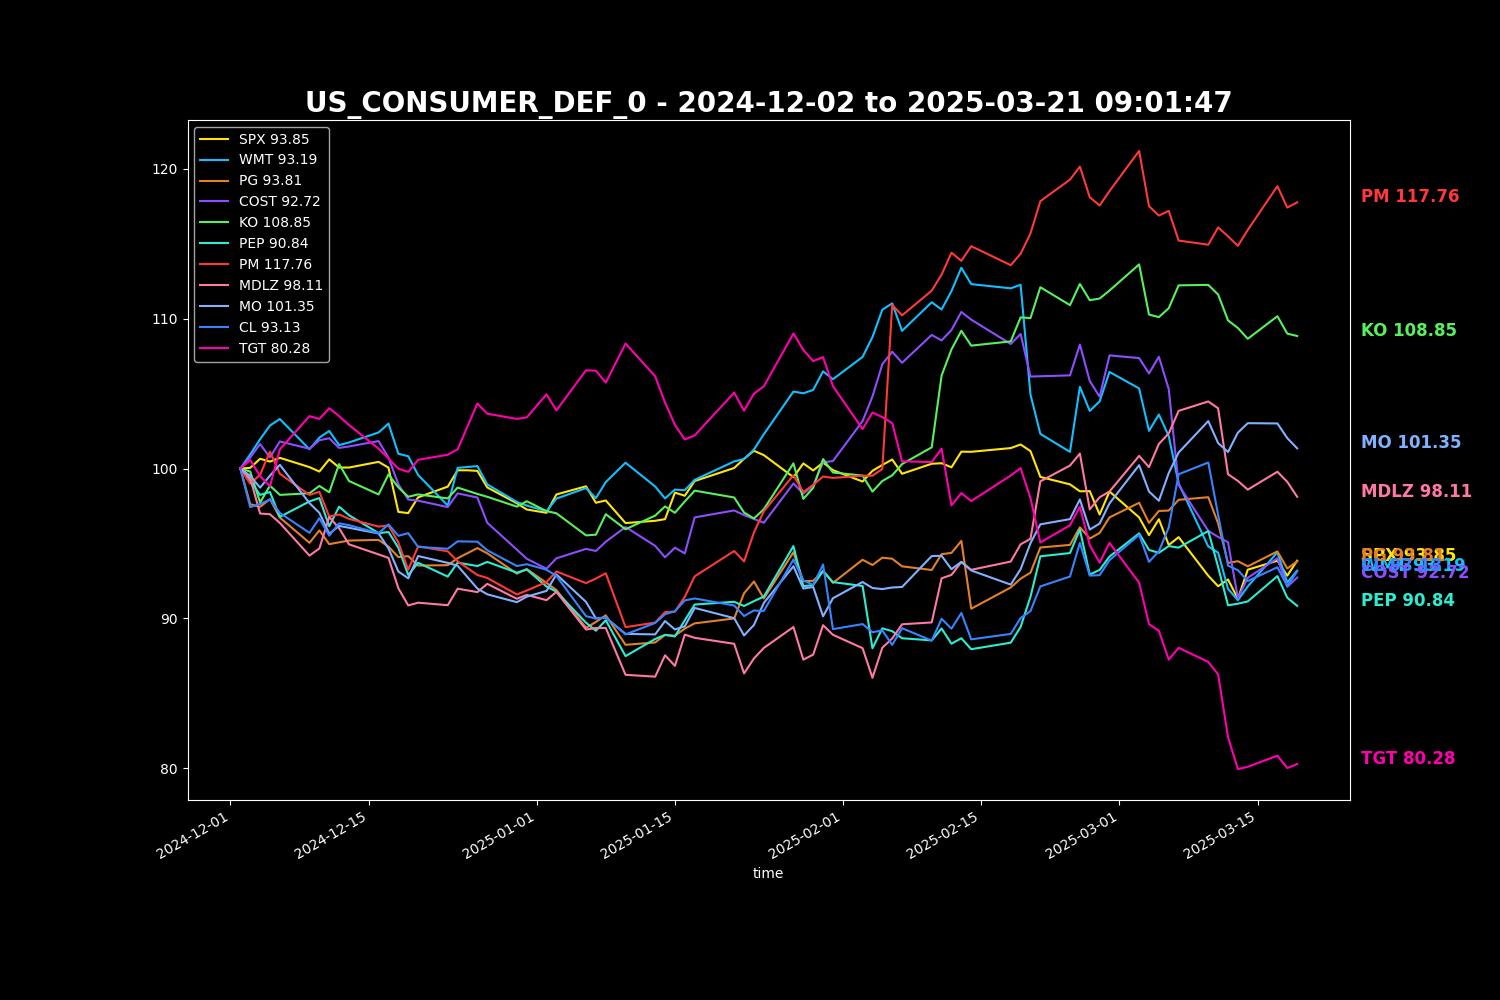 US_CONSUMER_DEF_0 - 2024-12-02 to 2025-03-21 09:01:47
SPX 93.85
WMT 93.19
PG 93.81
COST 92.72
KO 108.85
PEP 90.84
PM 117.76
MDLZ 98.11
MO 101.35
CL 93.13
TGT 80.28
120
110
100
90
80
PM 117.76
KO 108.85
MO 101.35
MDLZ 98.11
COST 92.72
PEP 90.84
TGT 80.28
2024-12-01
2024-12-15
2025-01-01
2025-01-15
2025-02-01
2025-02-15
2025-03-01
2025-03-15
time